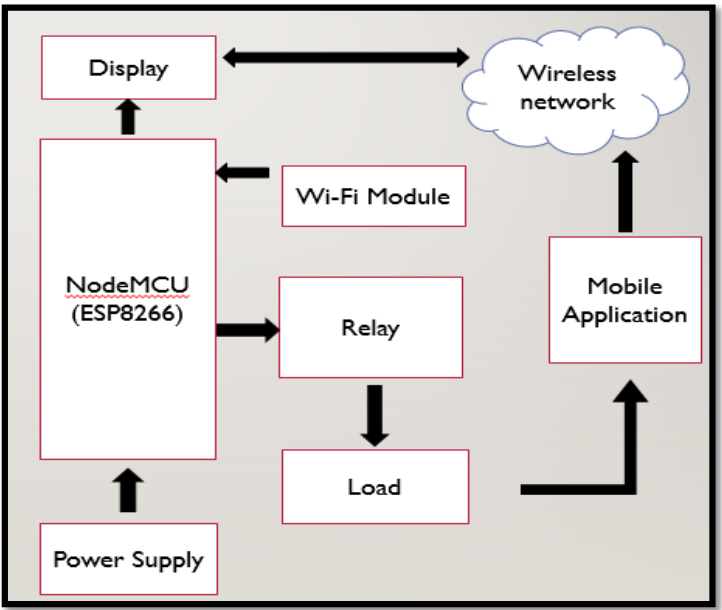 Display
Wireless
network
Wi-Fi Module
NodeMCU
(ESP8266)
Relay
Mobile
Application
Load
Power Supply